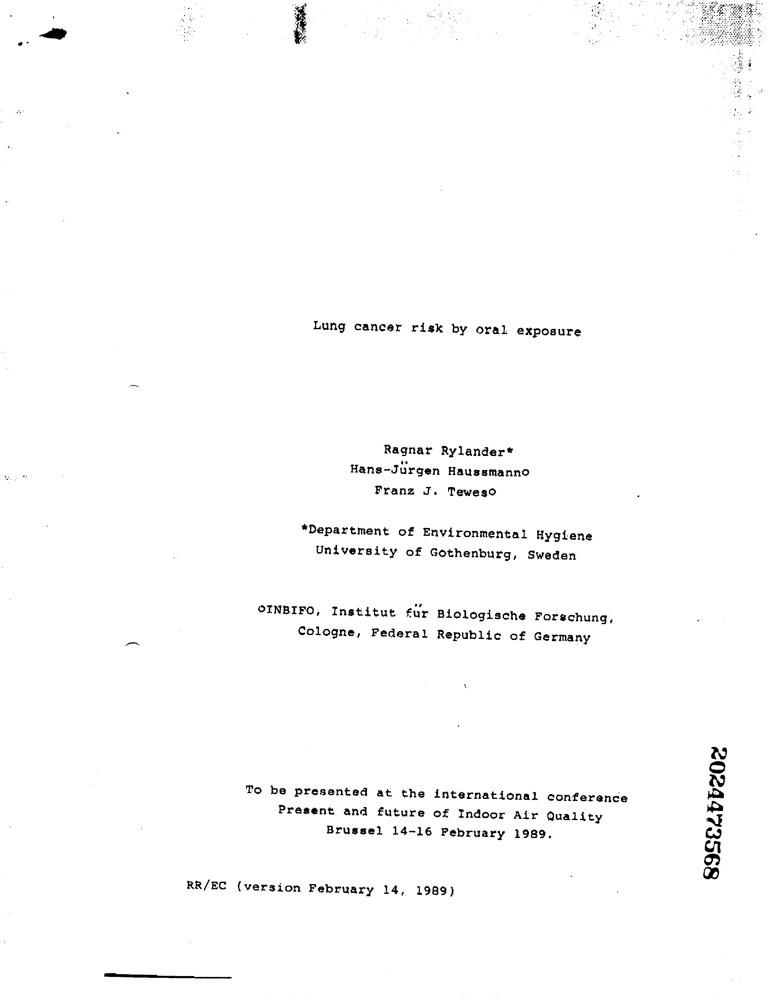 Lung cancer risk by oral exposure
Ragnar Rylander*
Hans-Jürgen Haussmanno
Franz J. Teweso
*Department of Environmental Hygiene
University of Gothenburg, Sweden
oINBIFO, Institut für Biologische Forschung,
Cologne, Federal Republic of Germany
To be presented at the international conference
Present and future of Indoor Air Quality
Brussel 14-16 February 1989.
RR/EC (version February 14, 1989)
2024473568